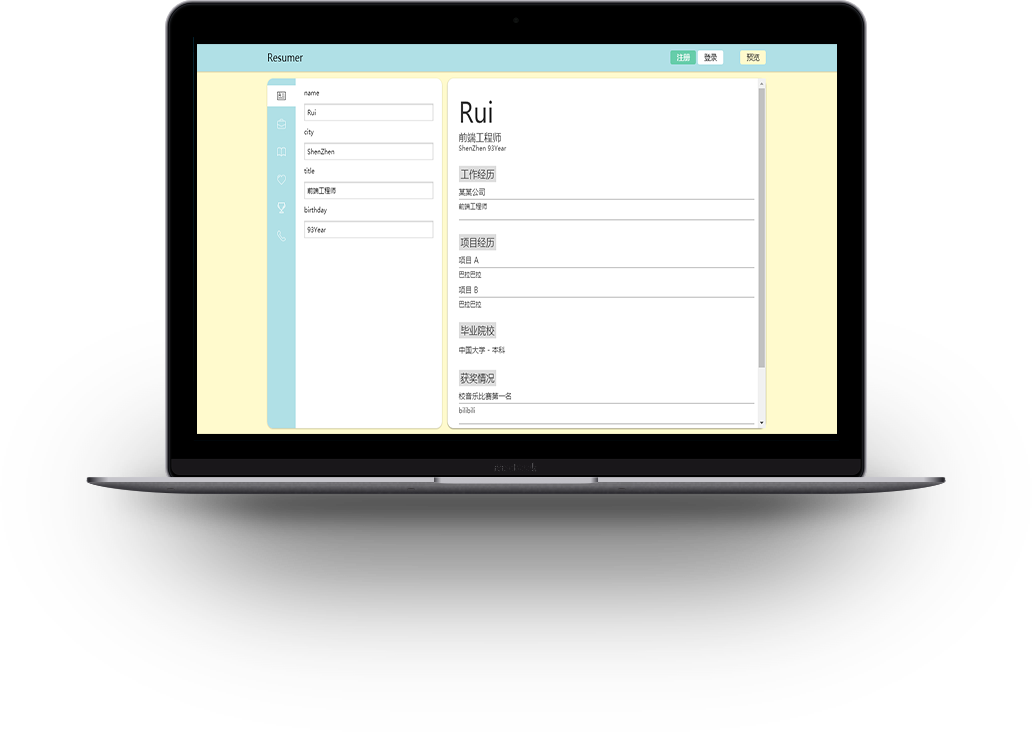 Resumer
注册 登录 预览
name
Rui
city
ShenZhen
title
前端工程师
birthday
93Year
Rui
前端工程师
ShenZhen 93Year
工作经历
某某公司
前端工程师
项目经历
项目 A
巴拉巴拉
项目 B
巴拉巴拉
毕业院校
中国大学 - 本科
获奖情况
校音乐比赛第一名
bilibili